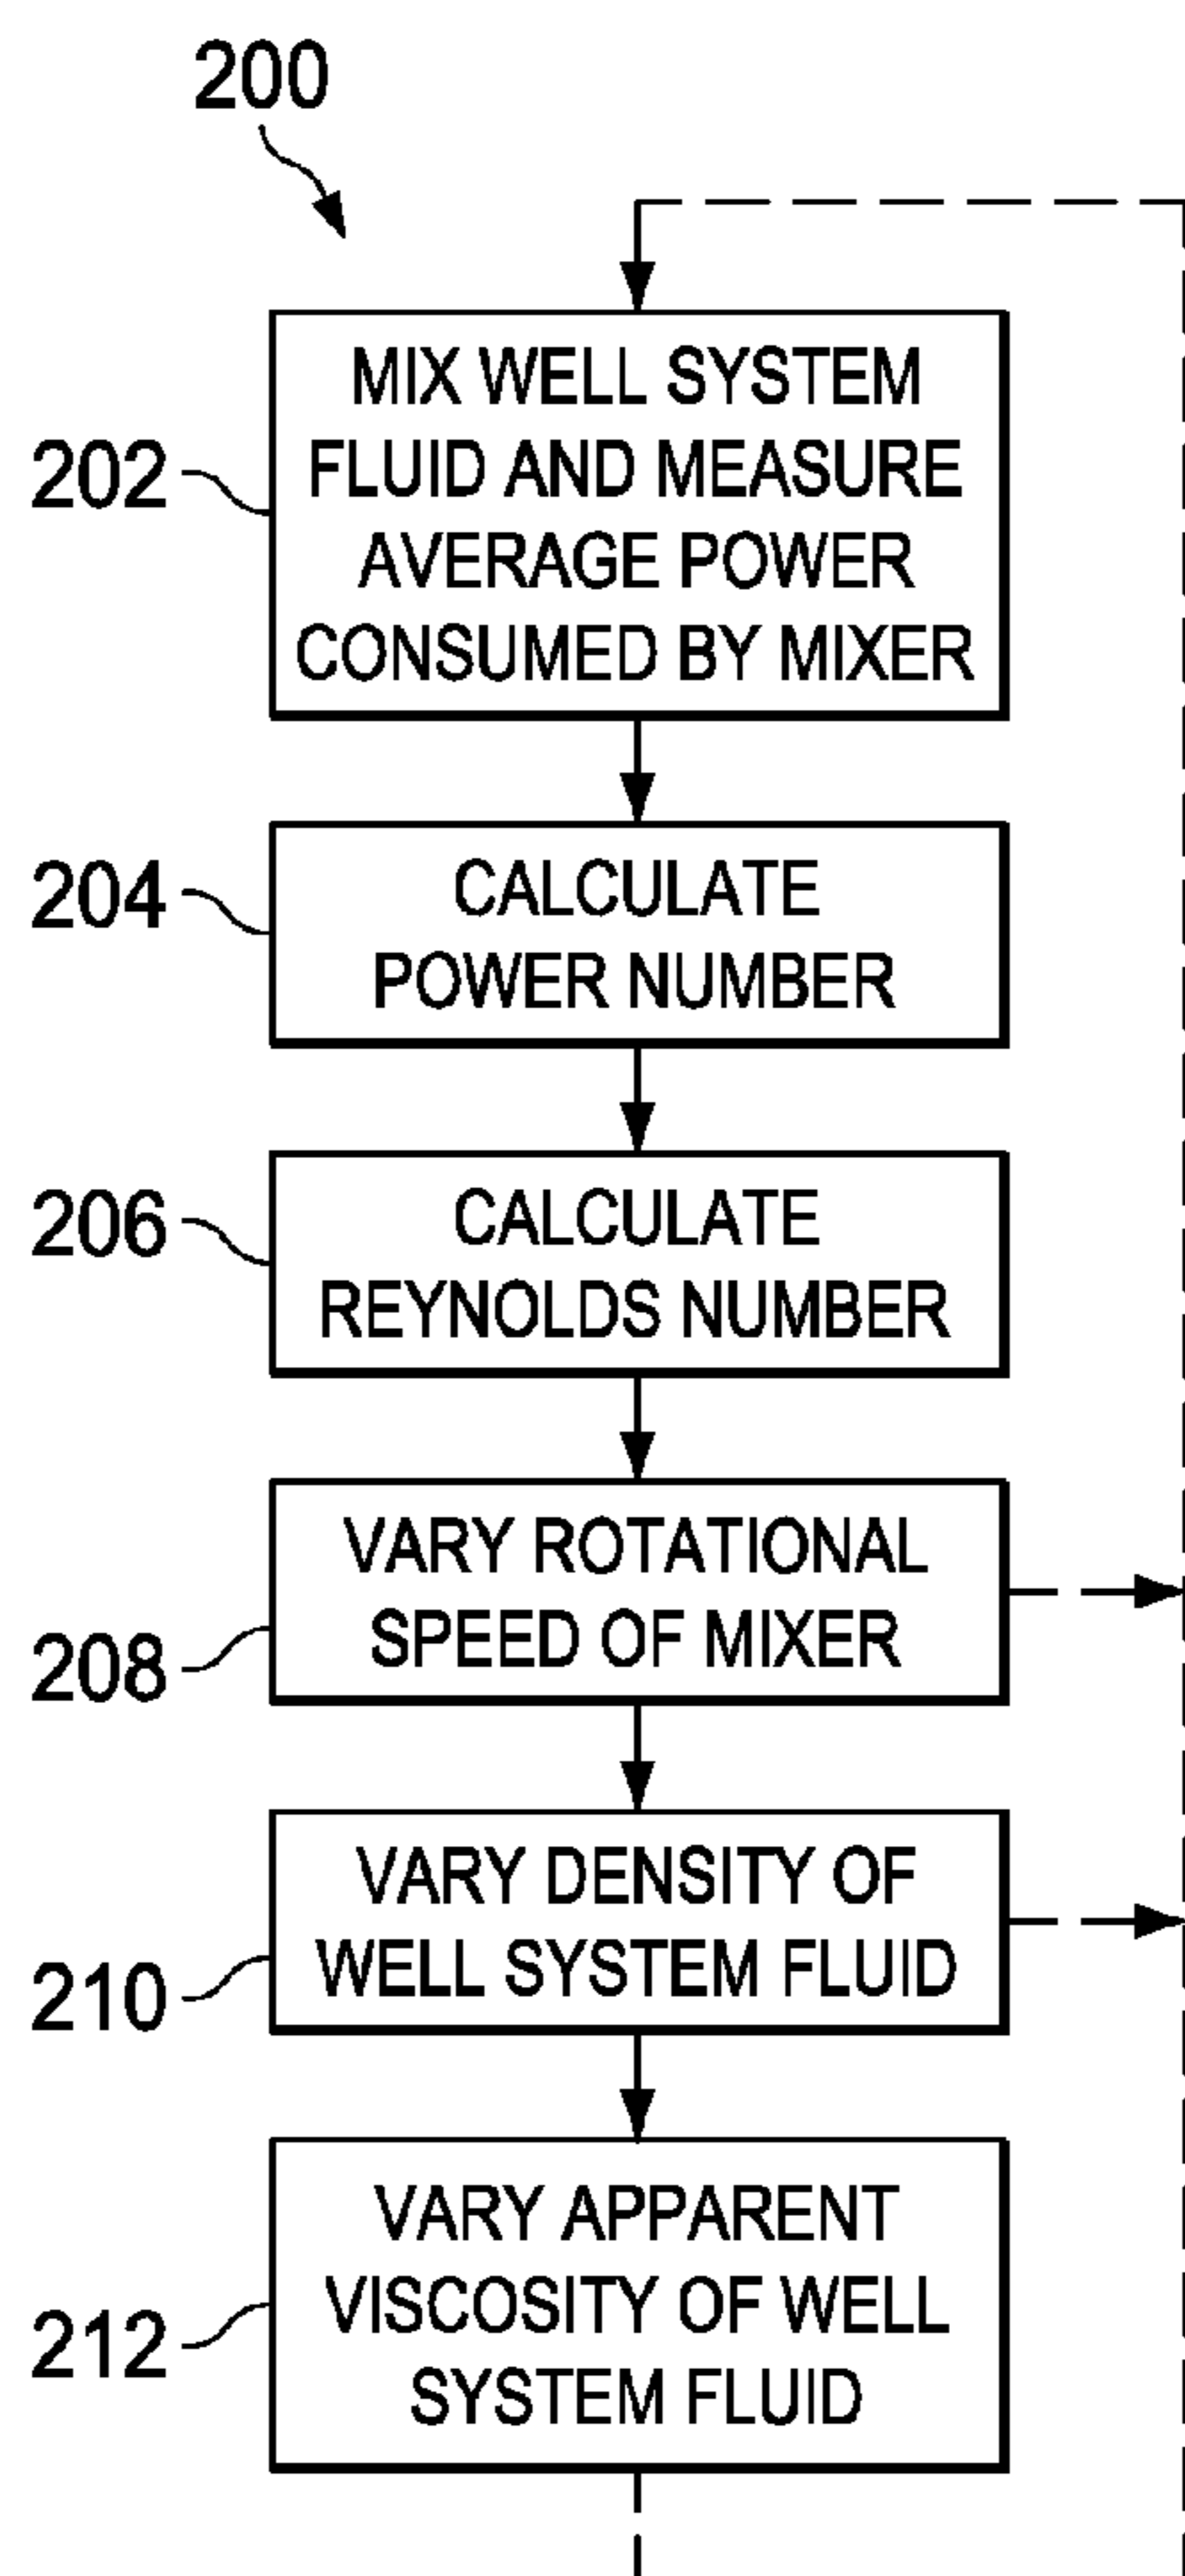 200
202
MIX WELL SYSTEM
FLUID AND MEASURE
AVERAGE POWER
CONSUMED BY MIXER
204
CALCULATE
POWER NUMBER
206
CALCULATE
REYNOLDS NUMBER
208
VARY ROTATIONAL
SPEED OF MIXER
210
VARY DENSITY OF
WELL SYSTEM FLUID
212
VARY APPARENT
VISCOSITY OF WELL
SYSTEM FLUID